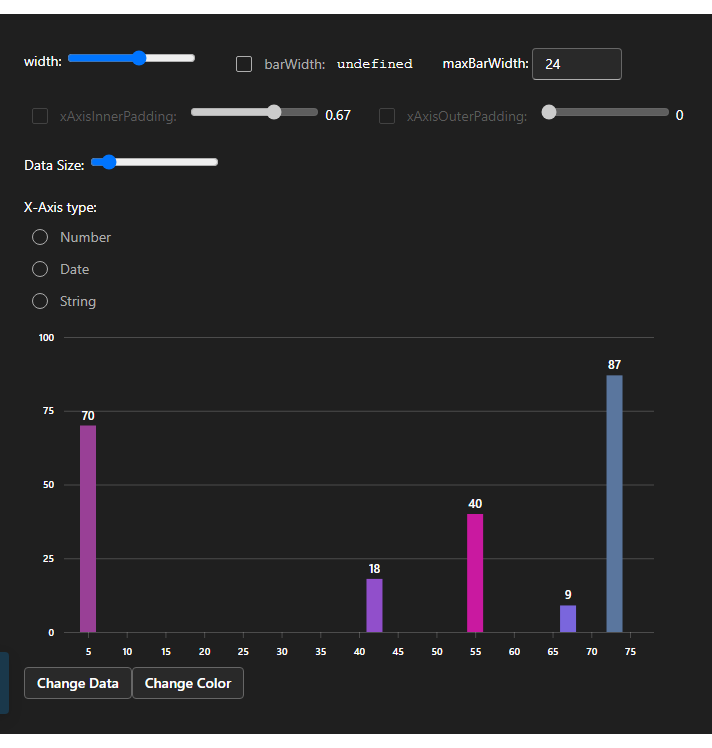 width: barWidth: undefined maxBarWidth: 24
xAxisInnerPadding: 0.67 xAxisOuterPadding: 0
Data Size:
X-Axis type:
Number
Date
String
100
87
75
70
50
40
25
18
9
0
5 10 15 20 25 30 35 40 45 50 55 60 65 70 75
Change Data Change Color